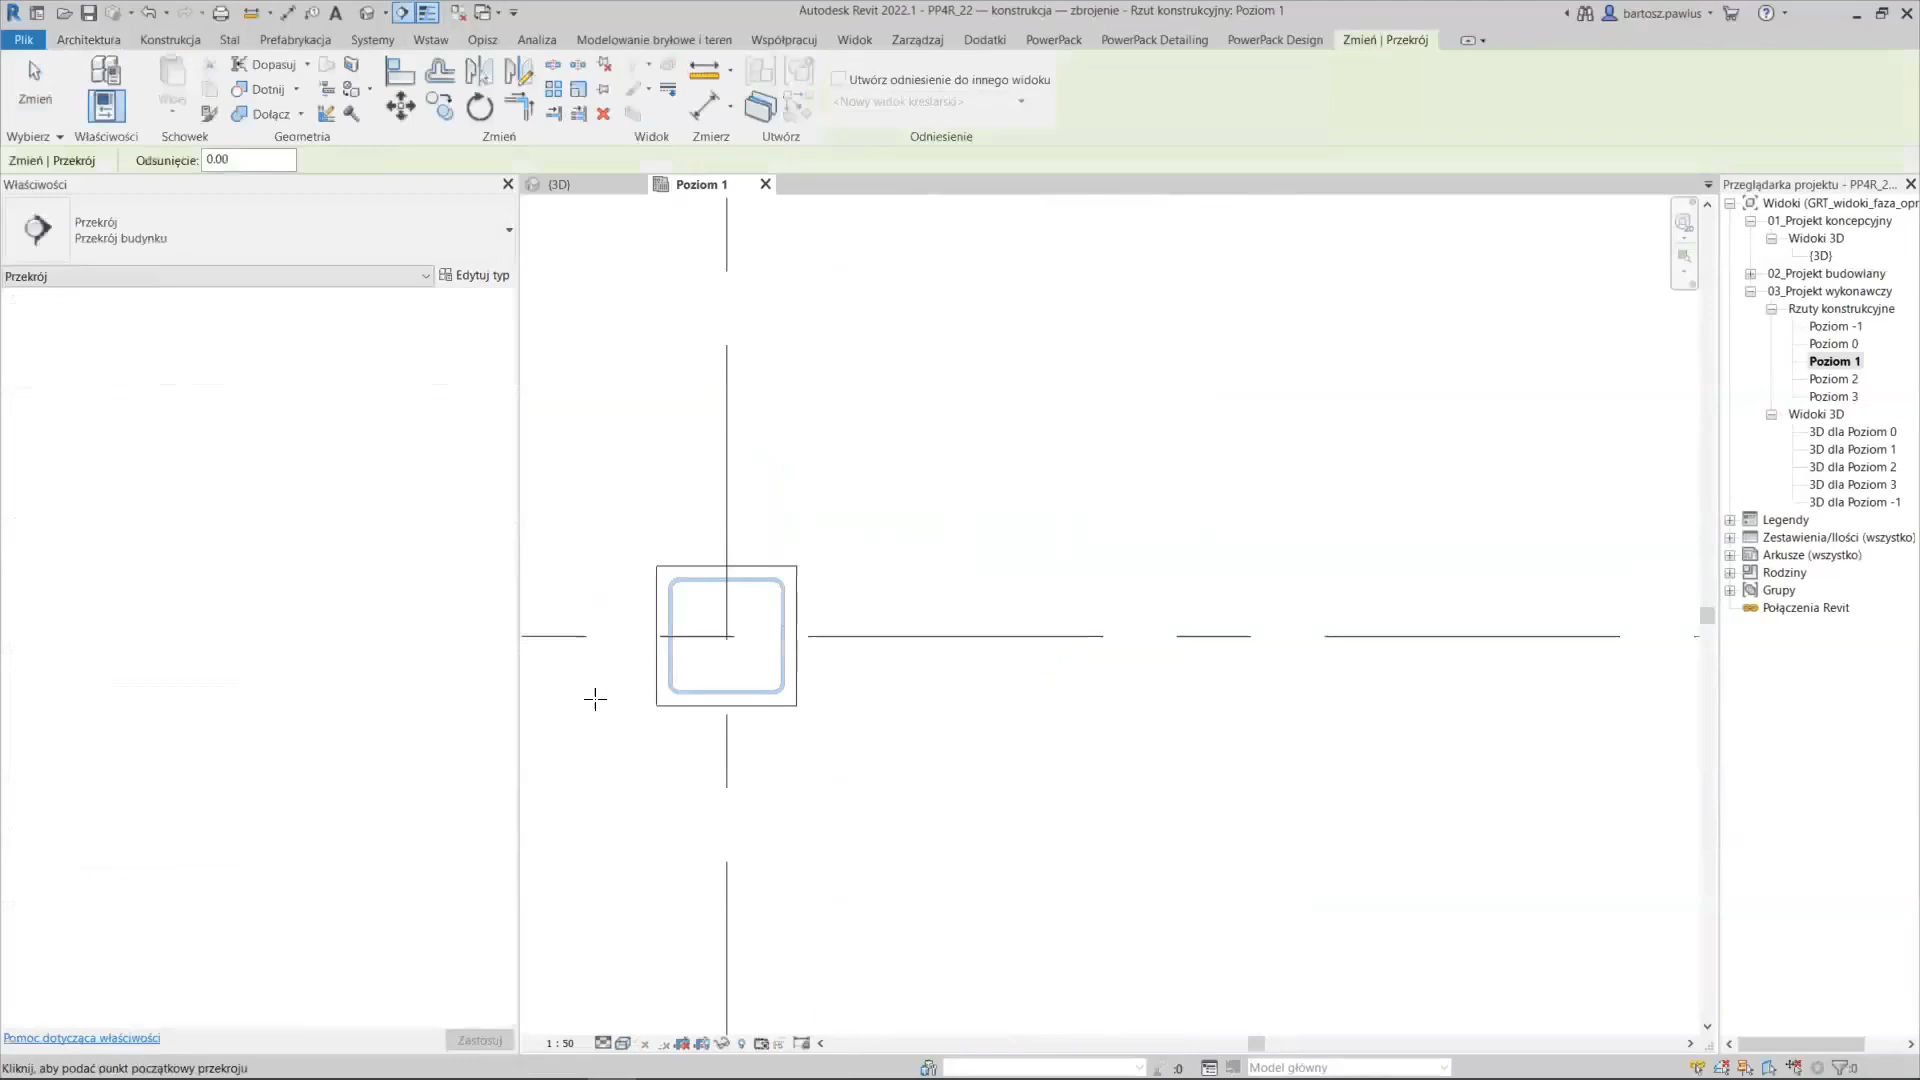 Autodesk Revit 2022.1 - PP4R_22 — konstrukcja — zbrojenie - Rzut konstrukcyjny: Poziom 1
bartosz.pawlus
Plik Architektura Konstrukcja Stal Prefabrykacja Systemy Wstaw Opisz Analiza Modelowanie bryłowe i teren Współpracuj Widok Zarządzaj Dodatki PowerPack PowerPack Detailing PowerPack Design Zmień | Przekrój
Zmień
Wklej
Dopasuj
Dotnij
Dołącz
Utwórz odniesienie do innego widoku
<Nowy widok kreślarski>
Wybierz Właściwości Schowek Geometria Zmień Widok Zmierz Utwórz Odniesienie
Zmień | Przekrój Odsunięcie: 0.00
Właściwości
Przekrój
Przekrój budynku
Przekrój
Edytuj typ
{3D}
Poziom 1
Przeglądarka projektu - PP4R_2...
Widoki (GRT_widoki_faza_opr
01_Projekt koncepcyjny
Widoki 3D
{3D}
02_Projekt budowlany
03_Projekt wykonawczy
Rzuty konstrukcyjne
Poziom -1
Poziom 0
Poziom 1
Poziom 2
Poziom 3
Widoki 3D
3D dla Poziom 0
3D dla Poziom 1
3D dla Poziom 2
3D dla Poziom 3
3D dla Poziom -1
Legendy
Zestawienia/Ilości (wszystko)
Arkusze (wszystko)
Rodziny
Grupy
Połączenia Revit
Pomoc dotycząca właściwości
Zastosuj
1 : 50
Kliknij, aby podać punkt początkowy przekroju
:0
Model główny
:0